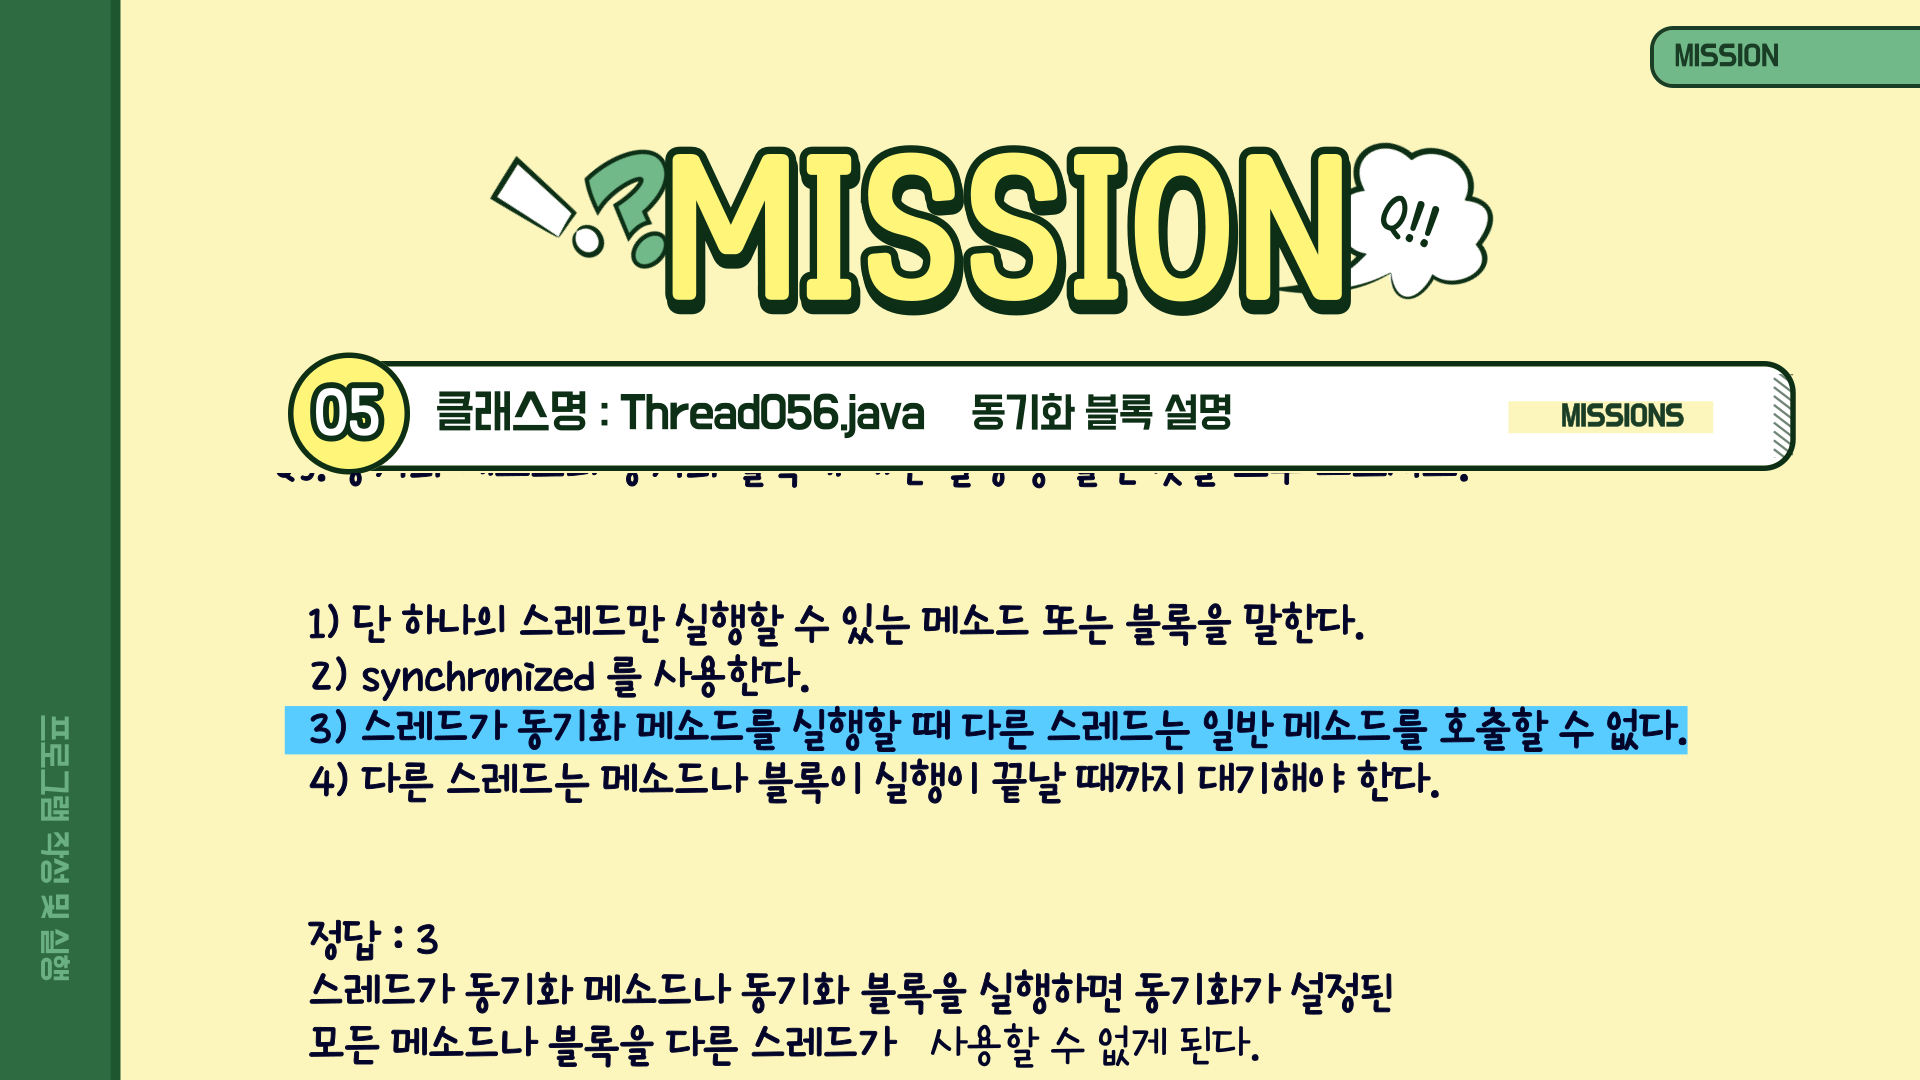 MISSION
MISSION
Q!!
05
클래스명 : Thread056.java 동기화 블록 설명
MISSIONS
1) 단 하나의 스레드만 실행할 수 있는 메소드 또는 블록을 말한다.
2) synchronized 를 사용한다.
3) 스레드가 동기화 메소드를 실행할 때 다른 스레드는 일반 메소드를 호출할 수 없다.
4) 다른 스레드는 메소드나 블록이 실행이 끝날 때까지 대기해야 한다.
정답 : 3
스레드가 동기화 메소드나 동기화 블록을 실행하면 동기화가 설정된
모든 메소드나 블록을 다른 스레드가 사용할 수 없게 된다.
프로그램 작성 및 실행